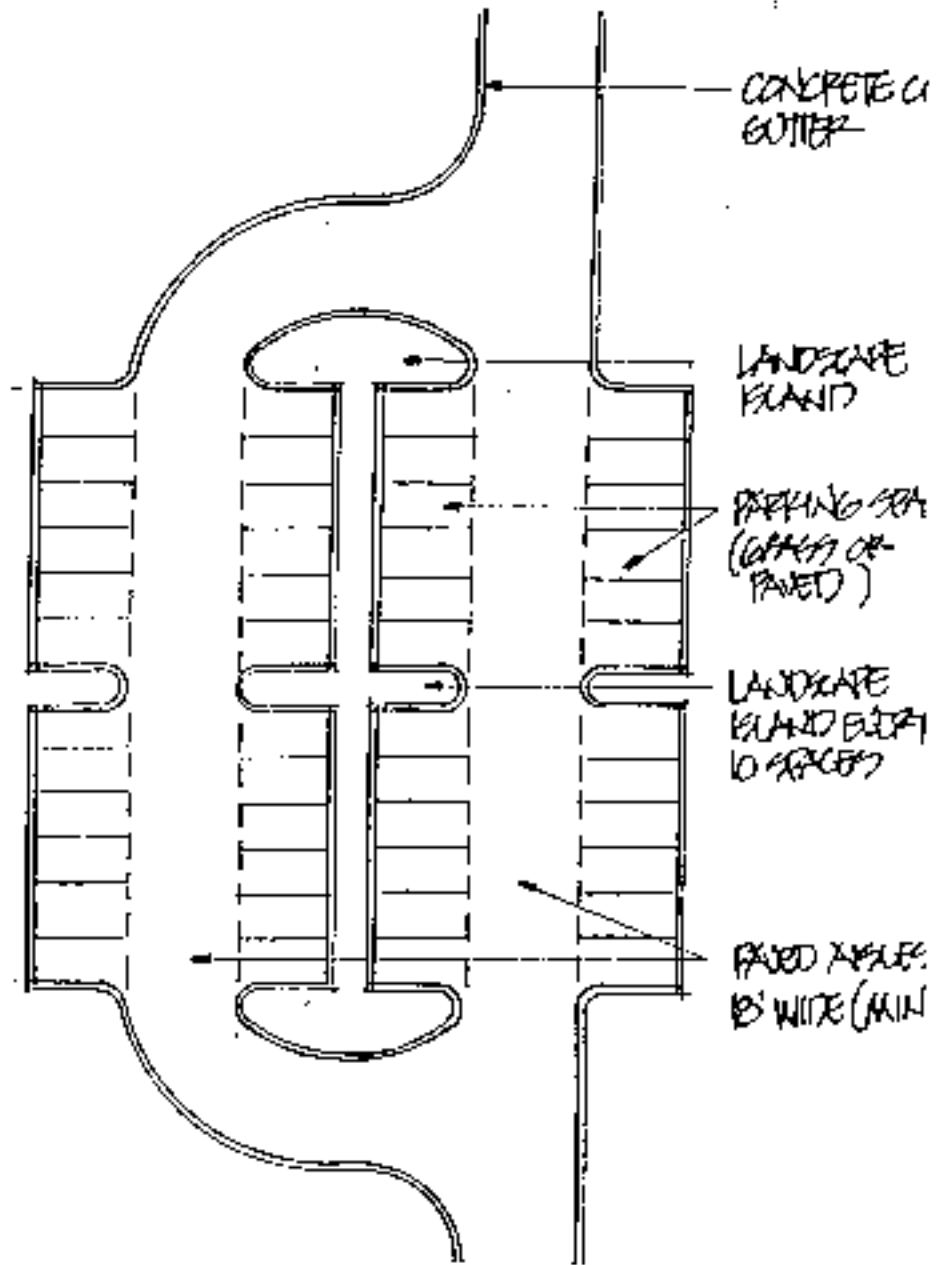 CONCRETE C
GUTTER
LANDSCAPE
ISLAND
PARKING SPA
(GRASS OR
PAVED)
LANDSCAPE
ISLAND EVERY
10 SPACES
PAVED AISLES
18' WIDE (MIN